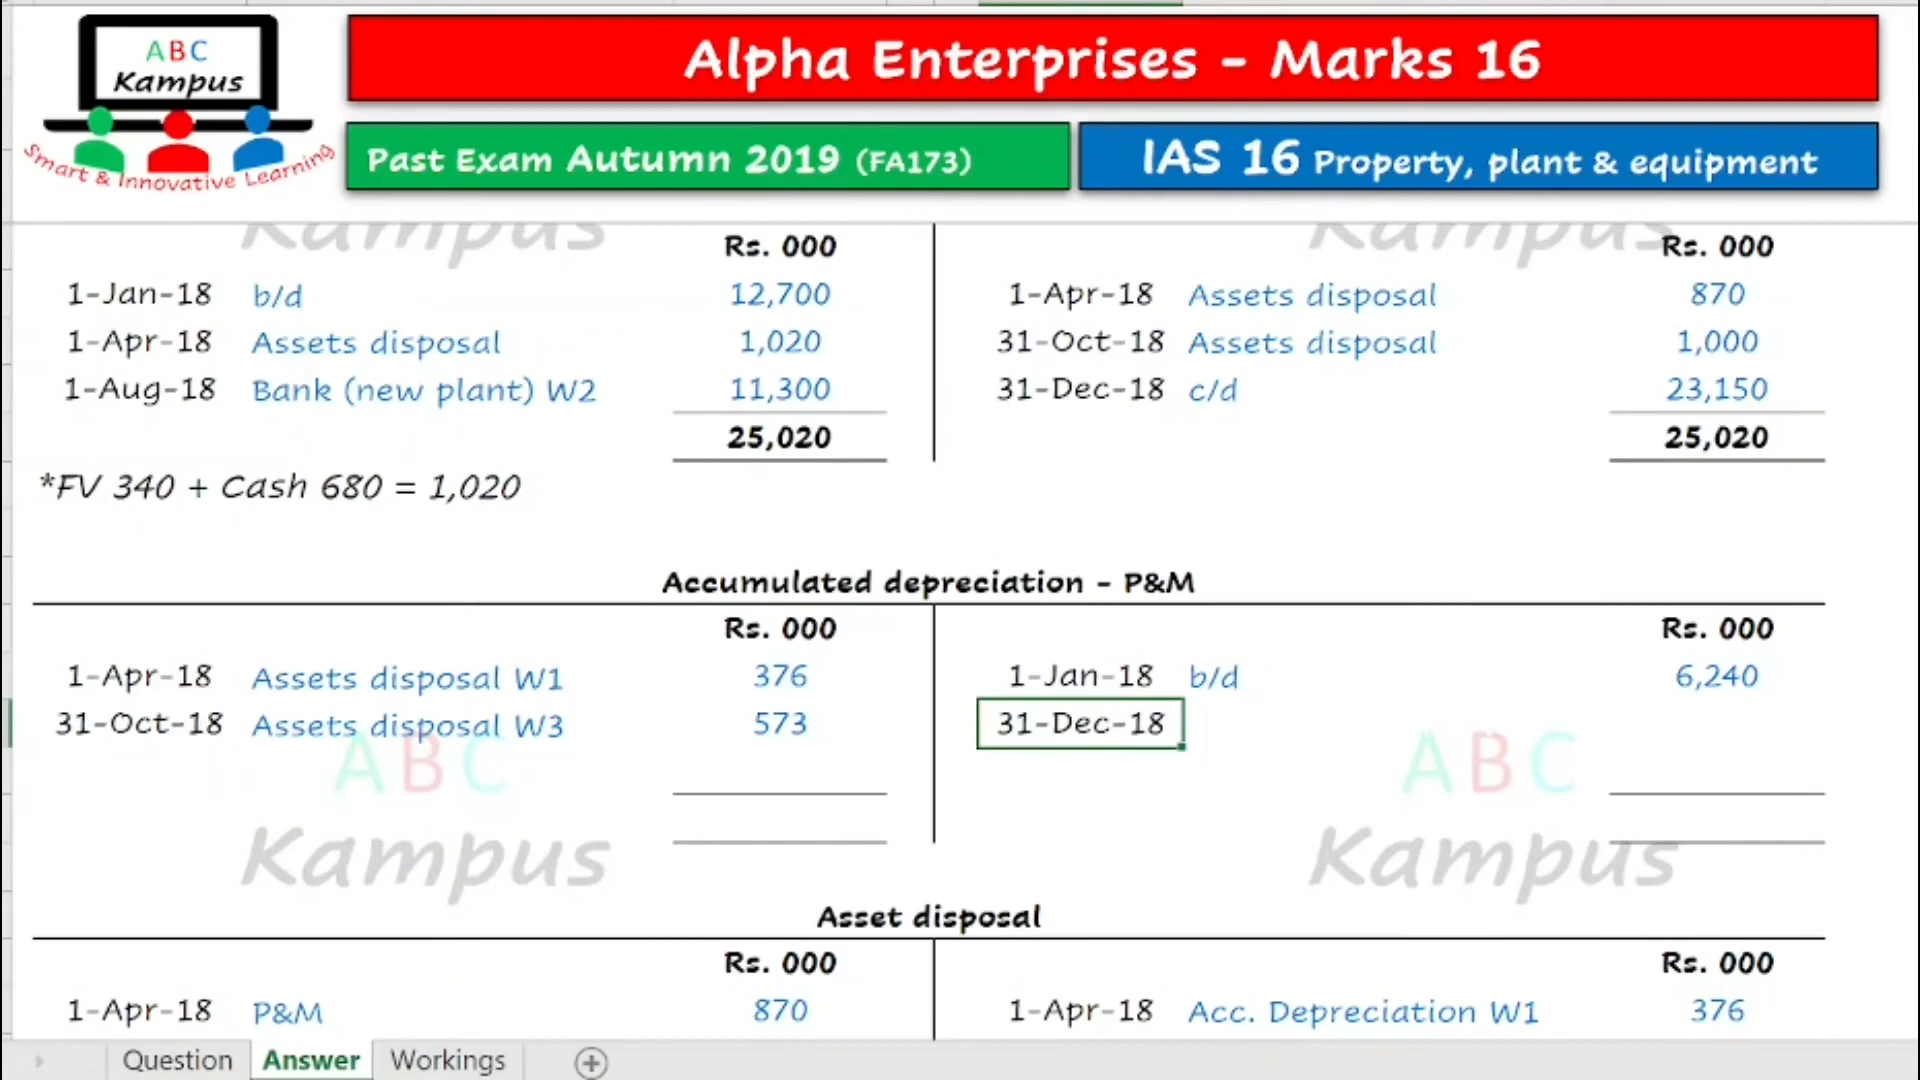 ABC
Kampus
Smart & Innovative Learning
Alpha Enterprises - Marks 16
Past Exam Autumn 2019 (FA173)
IAS 16 Property, plant & equipment
Kampus Kampus
Rs. 000 Rs. 000
1-Jan-18 b/d 12,700 1-Apr-18 Assets disposal 870
1-Apr-18 Assets disposal 1,020 31-Oct-18 Assets disposal 1,000
1-Aug-18 Bank (new plant) W2 11,300 31-Dec-18 c/d 23,150
25,020 25,020
*FV 340 + Cash 680 = 1,020
Accumulated depreciation - P&M
Rs. 000 Rs. 000
1-Apr-18 Assets disposal W1 376 1-Jan-18 b/d 6,240
31-Oct-18 Assets disposal W3 573 31-Dec-18
ABC ABC
Kampus Kampus
Asset disposal
Rs. 000 Rs. 000
1-Apr-18 P&M 870 1-Apr-18 Acc. Depreciation W1 376
Question Answer Workings